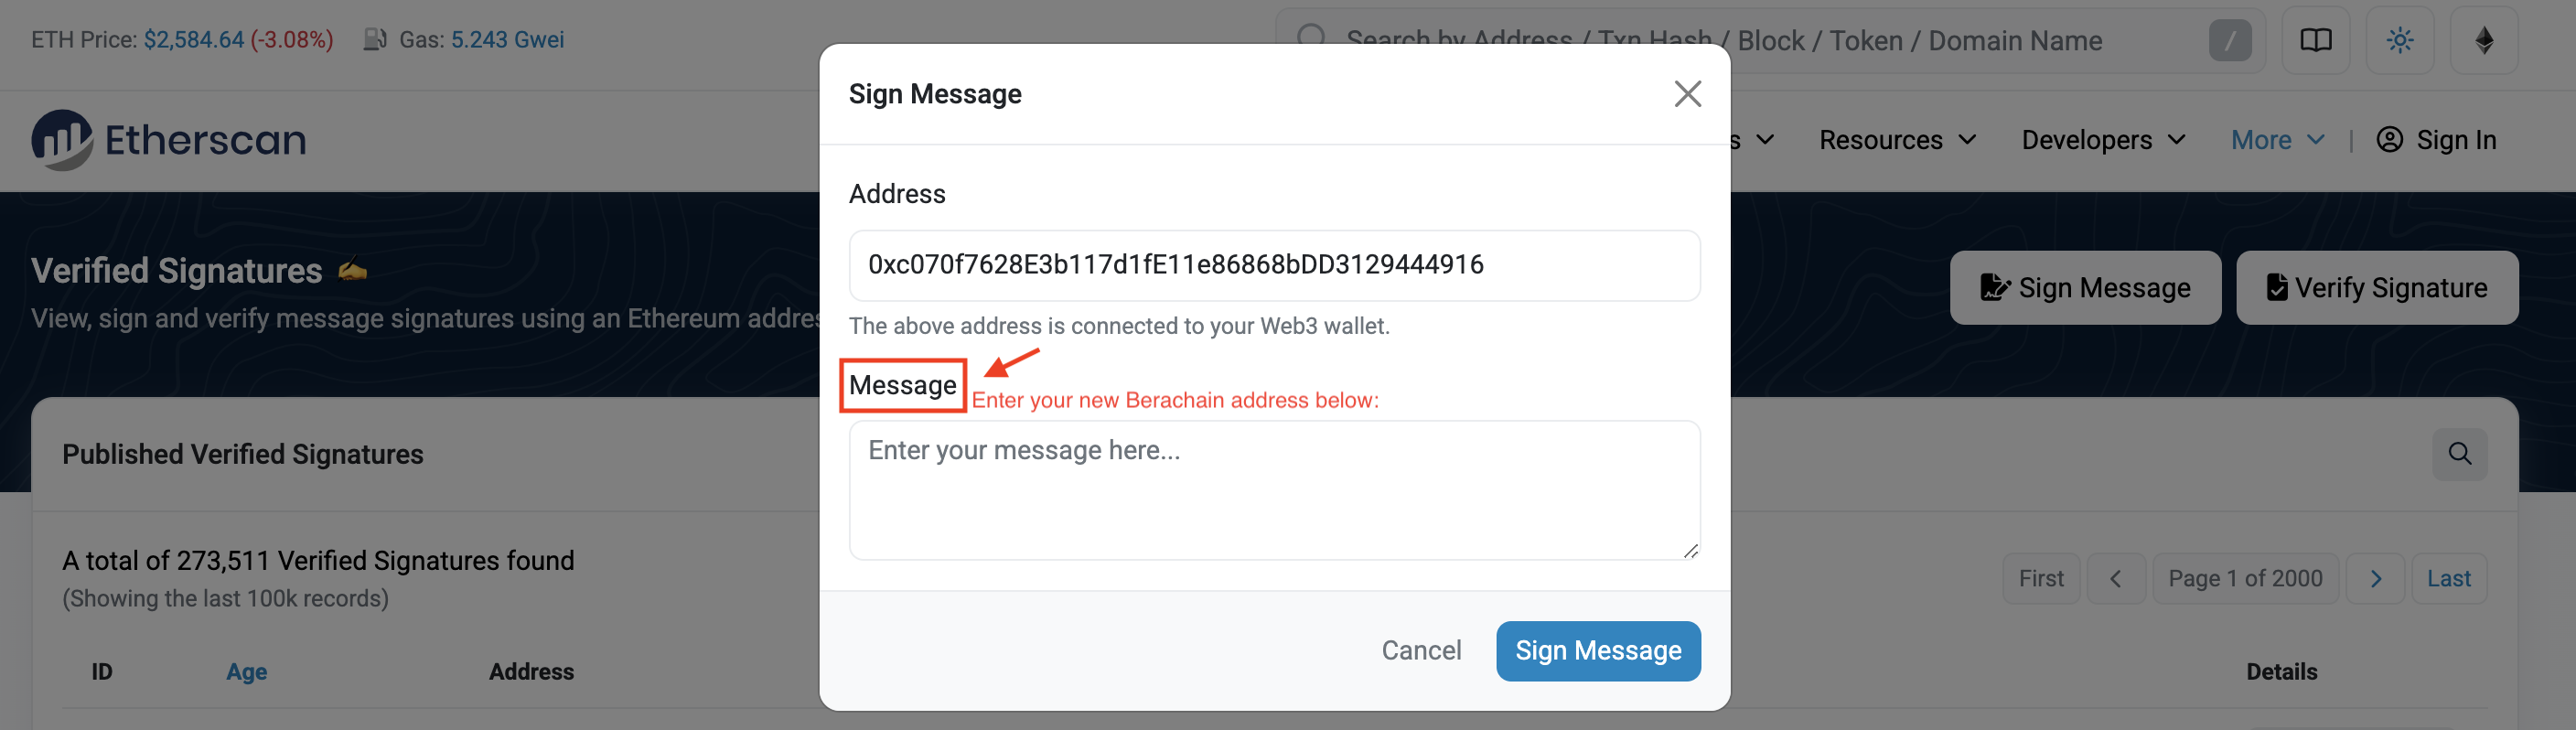 ETH Price: $2,584.64 (-3.08%) Gas: 5.243 Gwei
Search by Address / Txn Hash / Block / Token / Domain Name /
Etherscan
Resources Developers More | Sign In
Verified Signatures
View, sign and verify message signatures using an Ethereum
Sign Message Verify Signature
Published Verified Signatures
A total of 273,511 Verified Signatures found
(Showing the last 100k records)
First Page 1 of 2000 Last
ID Age Address Details
Sign Message
Address
0xc070f7628E3b117d1fE11e86868bDD3129444916
The above address is connected to your Web3 wallet.
Message
Enter your new Berachain address below:
Enter your message here...
Cancel Sign Message